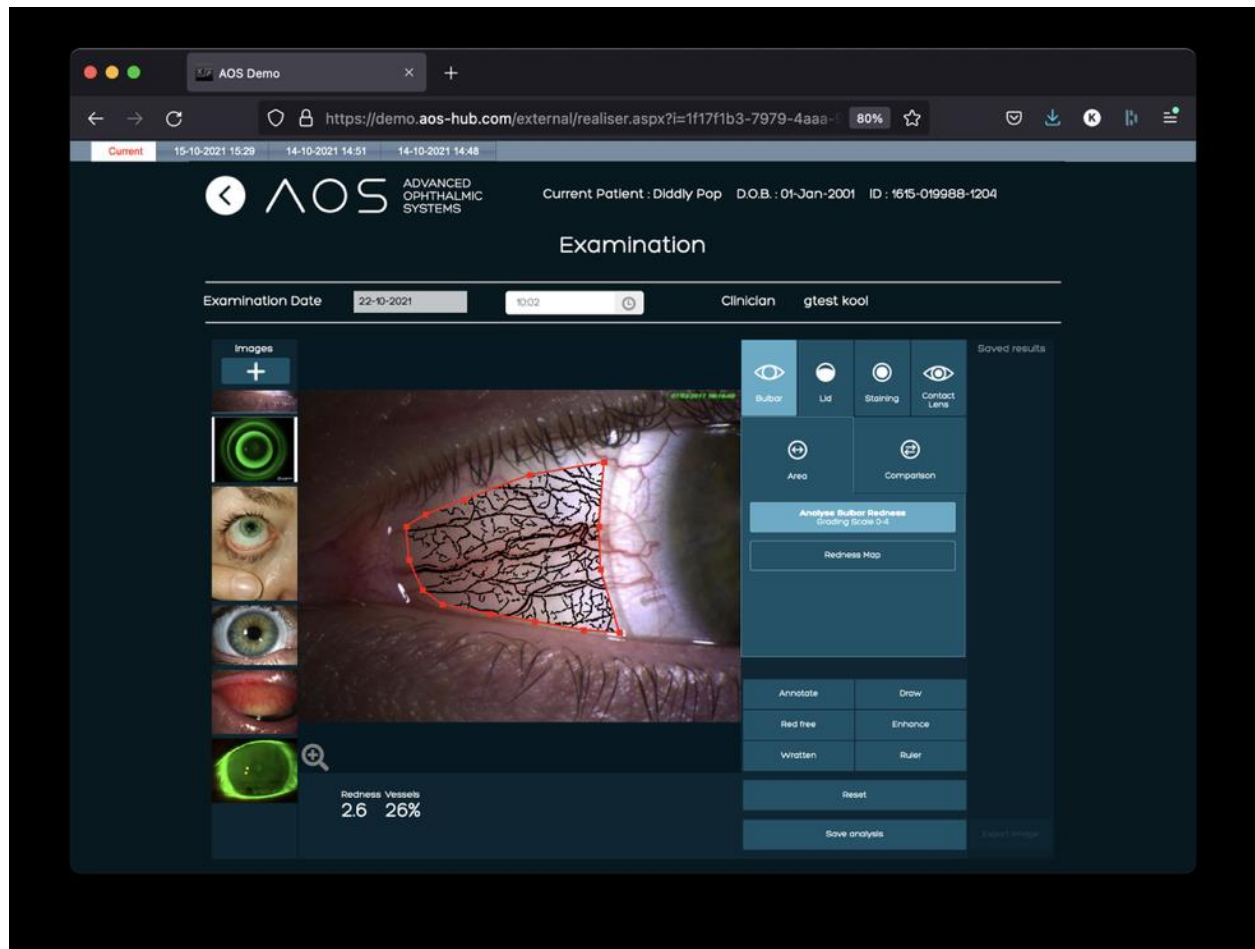 AOS Demo
https://demo.aos-hub.com/external/realiser.aspx?i=1f17f1b3-7979-4aaa-
80%
K
Current 15-10-2021 15:29 14-10-2021 14:51 14-10-2021 14:48
AOS ADVANCED
OPHTHALMIC
SYSTEMS
Current Patient : Diddly Pop D.O.B. : 01-Jan-2001 ID : 1615-019988-1204
Examination
Examination Date 22-10-2021 10:02 Clinician gtest kool
Images
Saved results
Bulbar Lid Staining Contact
Lens
Area Comparison
Analyse Bulbar Redness
Grading Scale 0-4
Redness Map
Annotate Draw
Red free Enhance
Wratten Ruler
Redness Vessels
2.6 26%
Reset
Save analysis
Export Image